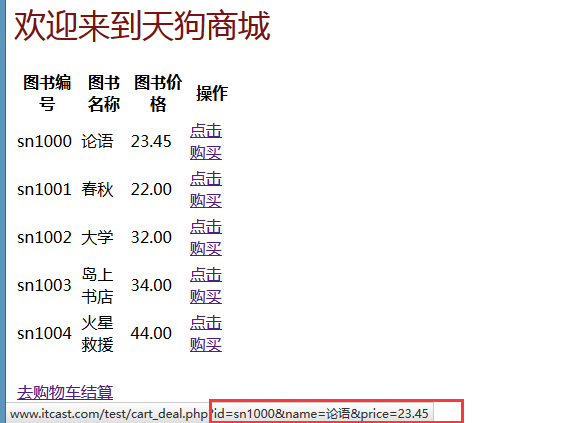 欢迎来到天狗商城
图书编号 图书名称 图书价格 操作
sn1000 论语 23.45 点击购买
sn1001 春秋 22.00 点击购买
sn1002 大学 32.00 点击购买
sn1003 岛上书店 34.00 点击购买
sn1004 火星救援 44.00 点击购买
去购物车结算
www.itcast.com/test/cart_deal.php?id=sn1000&name=论语&price=23.45